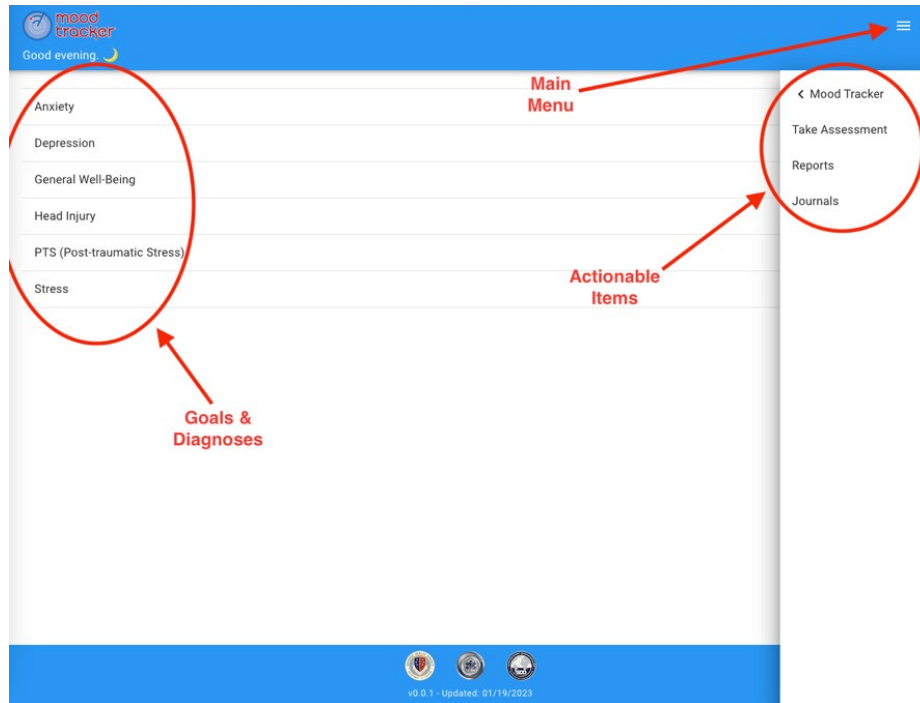 mood
tracker
Good evening. 🌙
Main
Menu
Anxiety
Depression
General Well-Being
Head Injury
PTS (Post-traumatic Stress)
Stress
Mood Tracker
Take Assessment
Reports
Journals
Actionable
Items
Goals &
Diagnoses
v0.0.1 - Updated: 01/19/2023